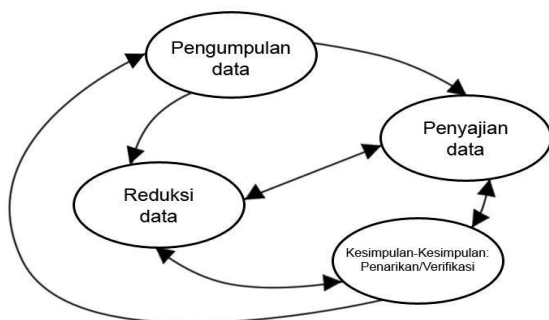 Pengumpulan
data
Penyajian
data
Reduksi
data
Kesimpulan-Kesimpulan:
Penarikan/Verifikasi